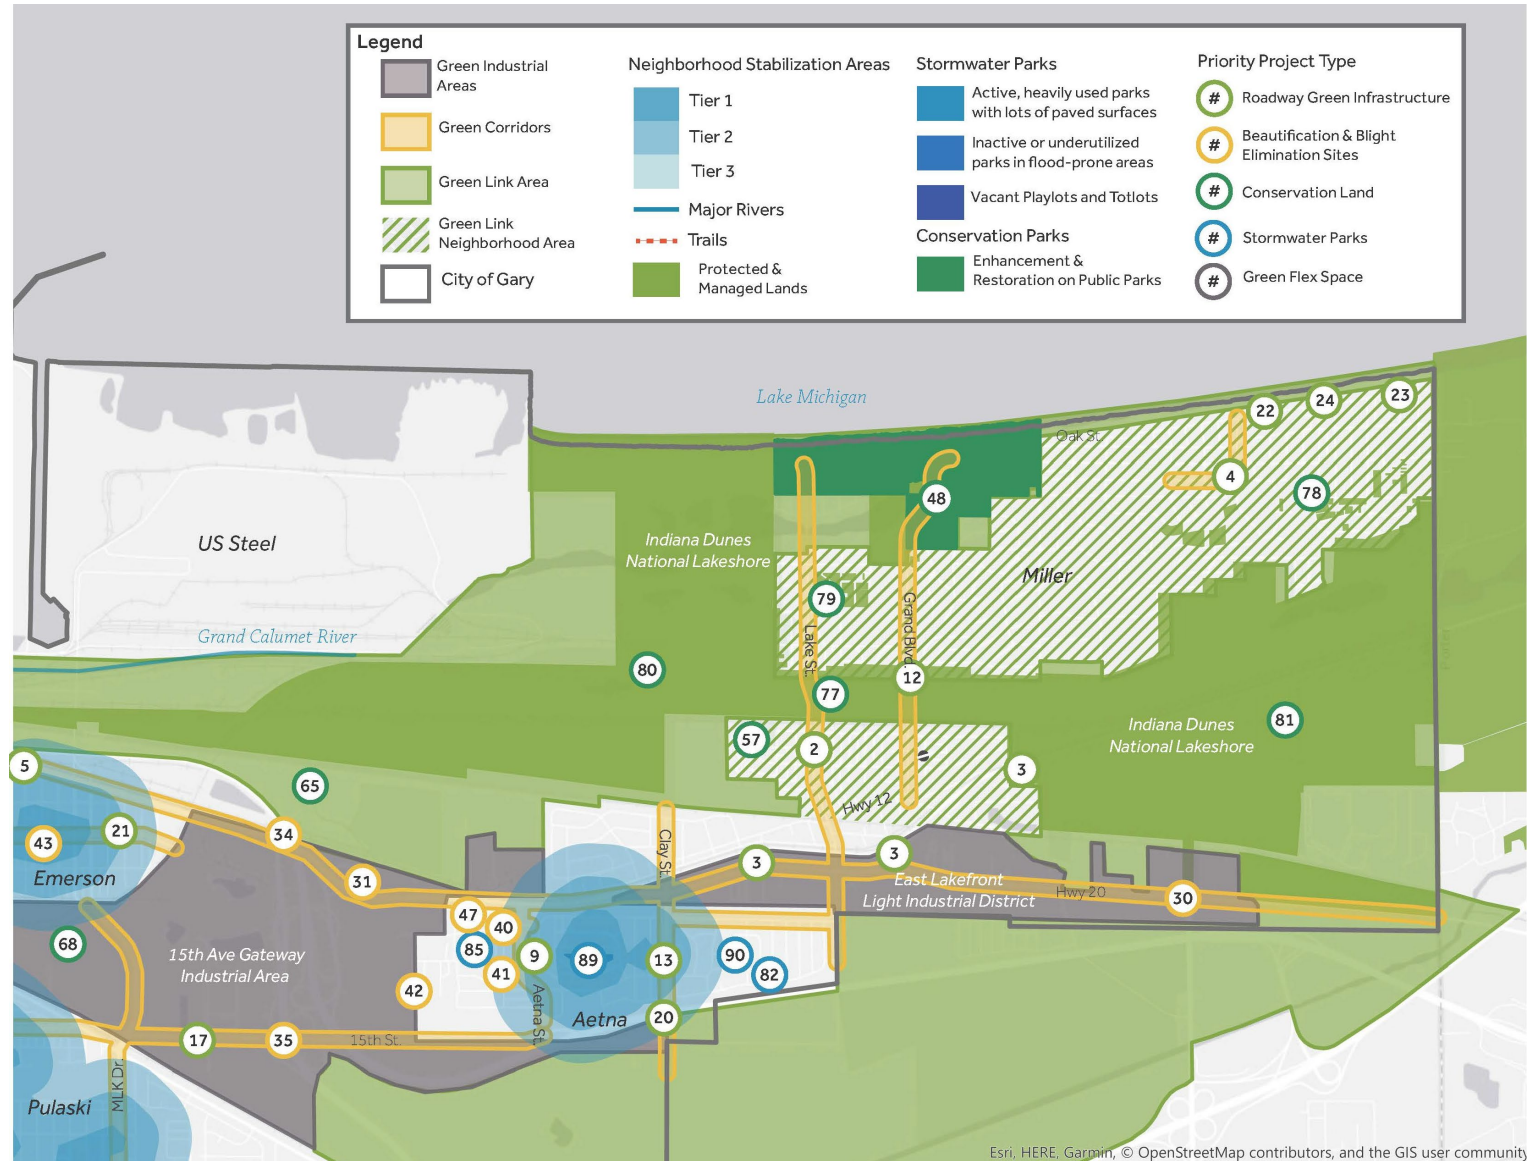 Legend
Green Industrial
Areas
Green Corridors
Green Link Area
Green Link
Neighborhood Area
City of Gary
Neighborhood Stabilization Areas
Tier 1
Tier 2
Tier 3
Major Rivers
Trails
Protected &
Managed Lands
Stormwater Parks
Active, heavily used parks
with lots of paved surfaces
Inactive or underutilized
parks in flood-prone areas
Vacant Playlots and Totlots
Conservation Parks
Enhancement &
Restoration on Public Parks
Priority Project Type
# Roadway Green Infrastructure
# Beautification & Blight
Elimination Sites
# Conservation Land
# Stormwater Parks
# Green Flex Space
Lake Michigan
23
24
22
Oak St.
4
78
48
US Steel
Indiana Dunes
National Lakeshore
Miller
79
Grand Blvd.
Lake St.
Grand Calumet River
80
12
77
81
Indiana Dunes
National Lakeshore
57
2
3
5
65
Hwy 12
34
21
43
Clay St.
3
3
Emerson
31
East Lakefront
Light Industrial District
Hwy 20
30
47
40
68
85
9
89
13
90
82
15th Ave Gateway
Industrial Area
41
42
Aetna St.
Aetna
20
17
35
15th St.
MLK Dr.
Pulaski
Esri, HERE, Garmin, © OpenStreetMap contributors, and the GIS user community